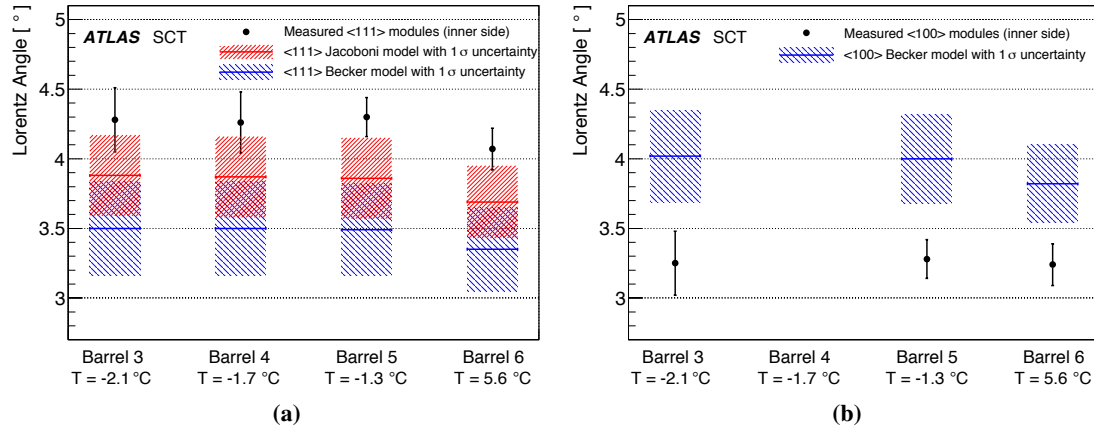 Lorentz Angle [ ° ]
5
4.5
4
3.5
3
ATLAS SCT
Measured <111> modules (inner side)
<111> Jacoboni model with 1 σ uncertainty
<111> Becker model with 1 σ uncertainty
Barrel 3
T = -2.1 °C
Barrel 4
T = -1.7 °C
Barrel 5
T = -1.3 °C
Barrel 6
T = 5.6 °C
(a)
Lorentz Angle [ ° ]
5
4.5
4
3.5
3
ATLAS SCT
Measured <100> modules (inner side)
<100> Becker model with 1 σ uncertainty
Barrel 3
T = -2.1 °C
Barrel 4
T = -1.7 °C
Barrel 5
T = -1.3 °C
Barrel 6
T = 5.6 °C
(b)